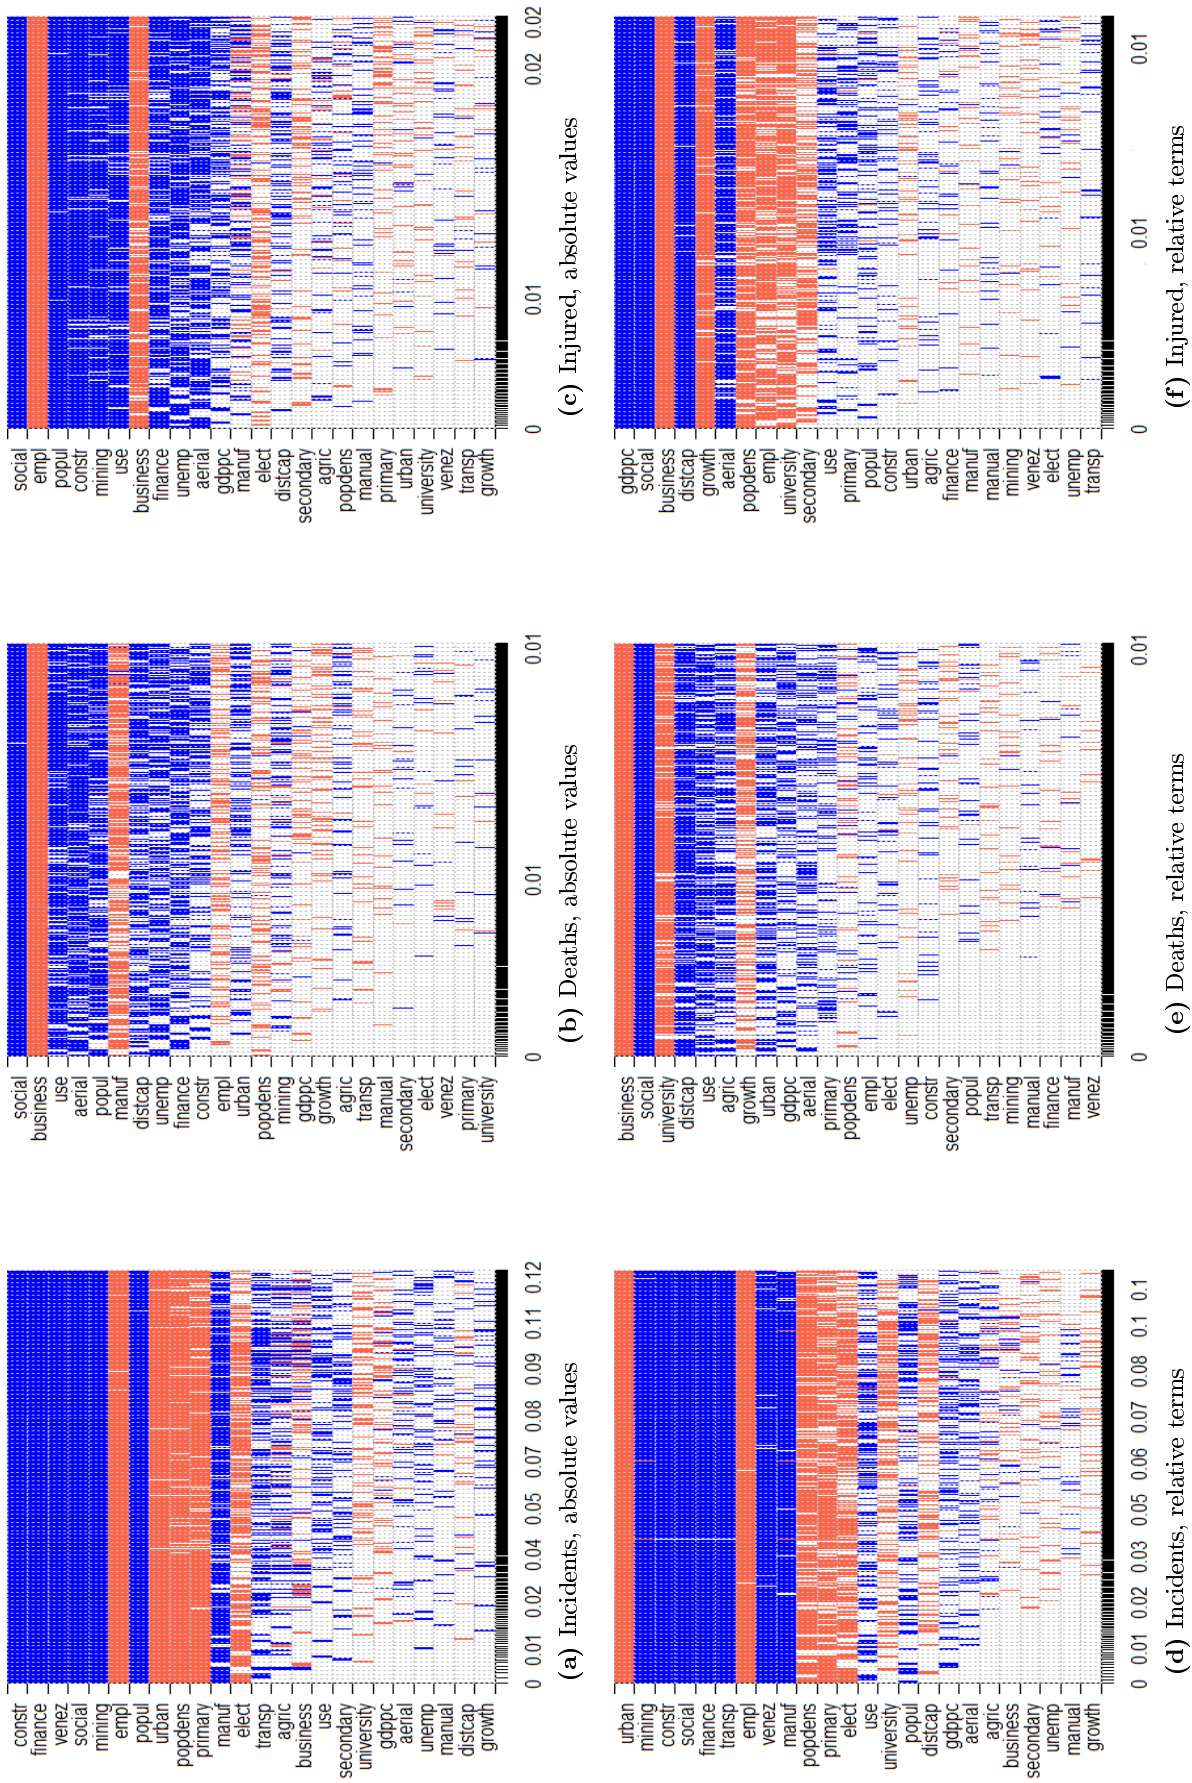 constr
finance
venez
social
mining
empl
popul
urban
popdens
primary
manuf
elect
transp
agric
business
use
secondary
university
gdppc
aerial
unemp
manual
distcap
growth
0 0.01 0.02 0.04 0.05 0.07 0.08 0.09 0.11 0.12
(a) Incidents, absolute values
social
business
use
aerial
popul
manuf
distcap
unemp
finance
constr
empl
urban
popdens
mining
gdppc
growth
agric
transp
manual
secondary
elect
venez
primary
university
0 0.01 0.01
(b) Deaths, absolute values
social
empl
popul
constr
mining
use
business
finance
unemp
aerial
gdppc
manuf
elect
distcap
secondary
agric
popdens
manual
primary
urban
university
venez
transp
growth
0 0.01 0.02 0.02
(c) Injured, absolute values
urban
mining
constr
social
finance
transp
empl
venez
manuf
popdens
primary
elect
use
university
popul
distcap
gdppc
aerial
agric
business
secondary
unemp
manual
growth
0 0.01 0.02 0.03 0.05 0.06 0.07 0.08 0.1 0.1
(d) Incidents, relative terms
business
social
university
distcap
use
agric
growth
urban
gdppc
aerial
primary
popdens
empl
elect
unemp
constr
secondary
popul
transp
mining
manual
finance
manuf
venez
0 0.01
(e) Deaths, relative terms
gdppc
social
business
distcap
growth
aerial
popdens
empl
university
secondary
use
primary
popul
constr
urban
agric
finance
manuf
manual
mining
venez
elect
unemp
transp
0 0.01 0.01
(f) Injured, relative terms